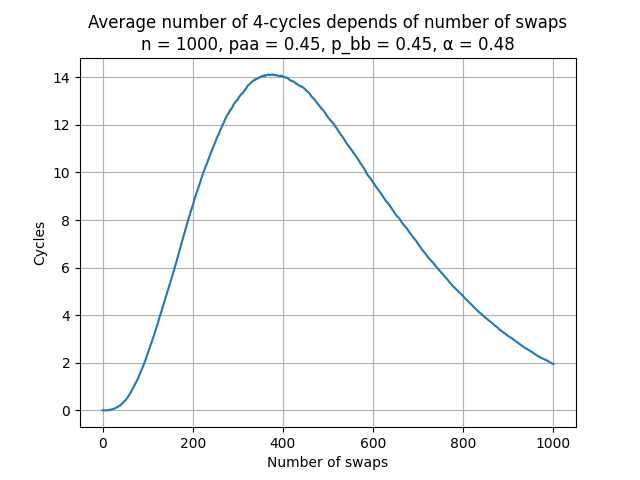 Average number of 4-cycles depends of number of swaps
n = 1000, paa = 0.45, p_bb = 0.45, α = 0.48
14
12
10
8
6
4
2
0
Cycles
0 200 400 600 800 1000
Number of swaps